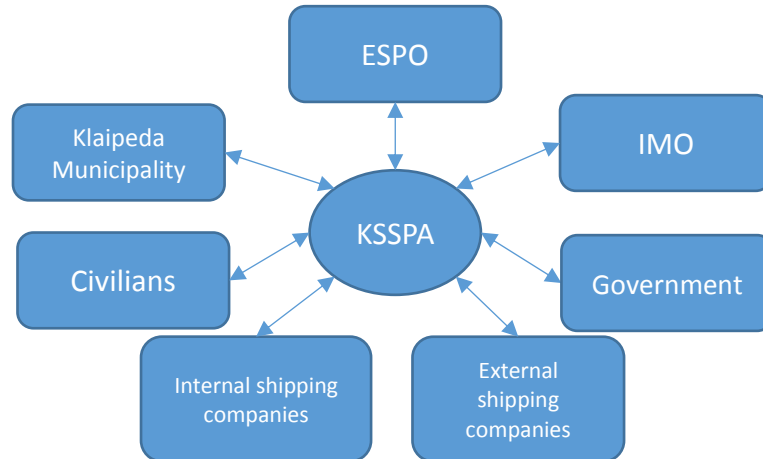 ESPO
Klaipeda
Municipality
IMO
KSSPA
Civilians
Government
Internal shipping
companies
External
shipping
companies